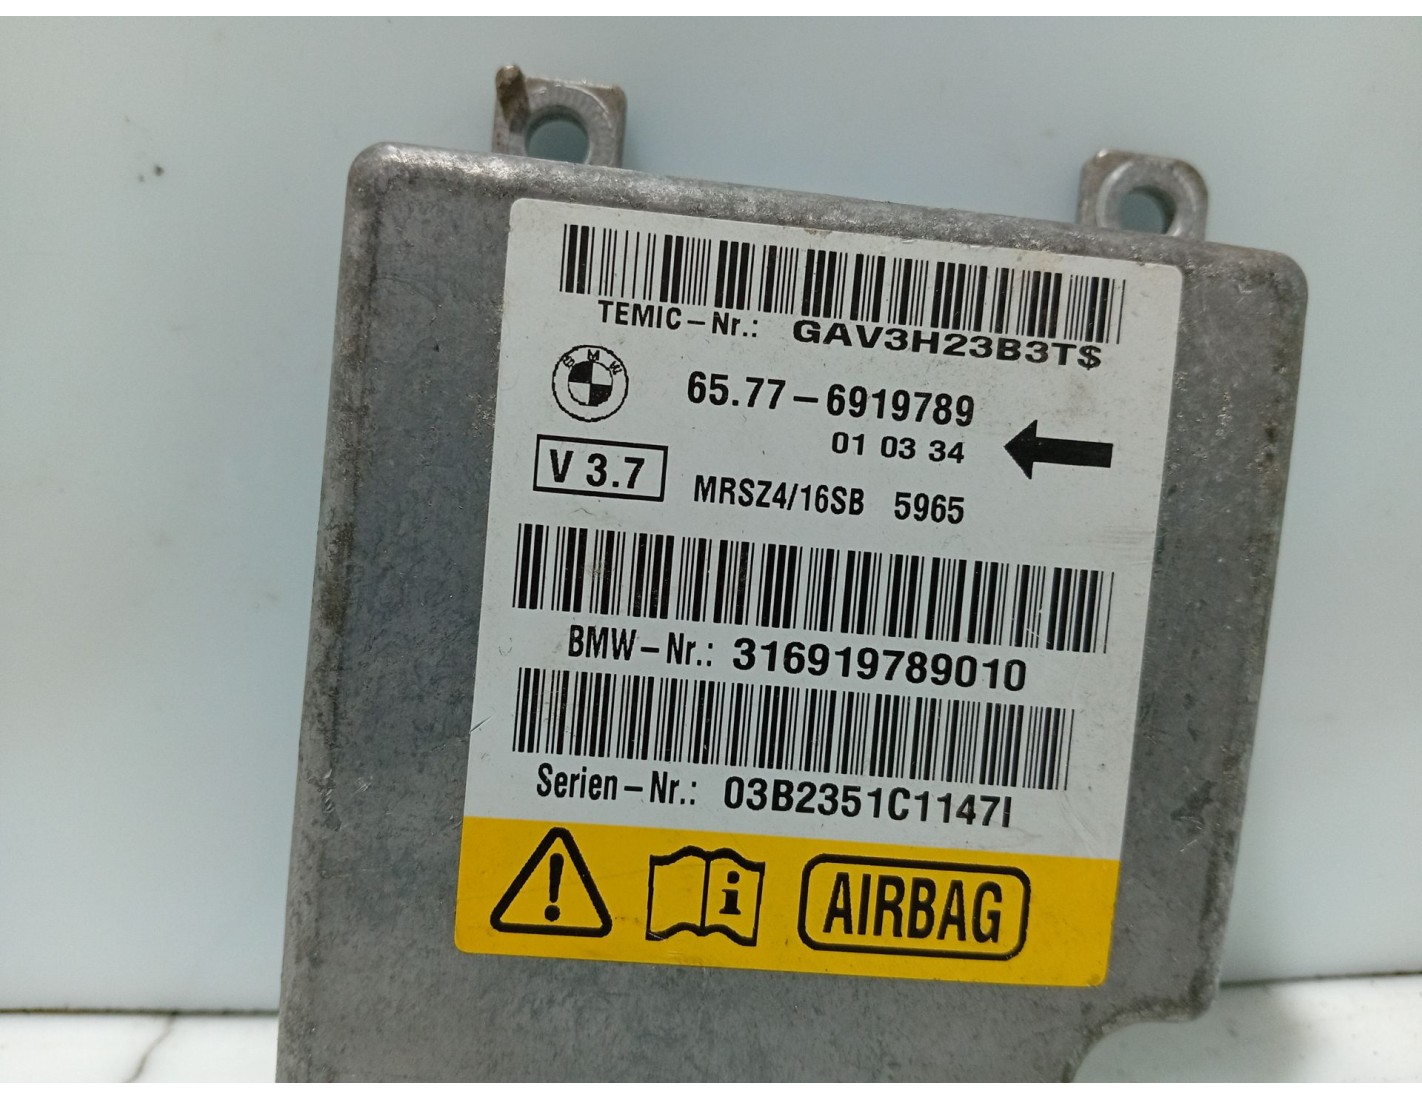 TEMIC-Nr.: GAV3H23B3T$
BMW
65.77-6919789
01 03 34
V 3.7 MRSZ4/16SB 5965
BMW-Nr.: 316919789010
Serien-Nr.: 03B2351C1147I
AIRBAG